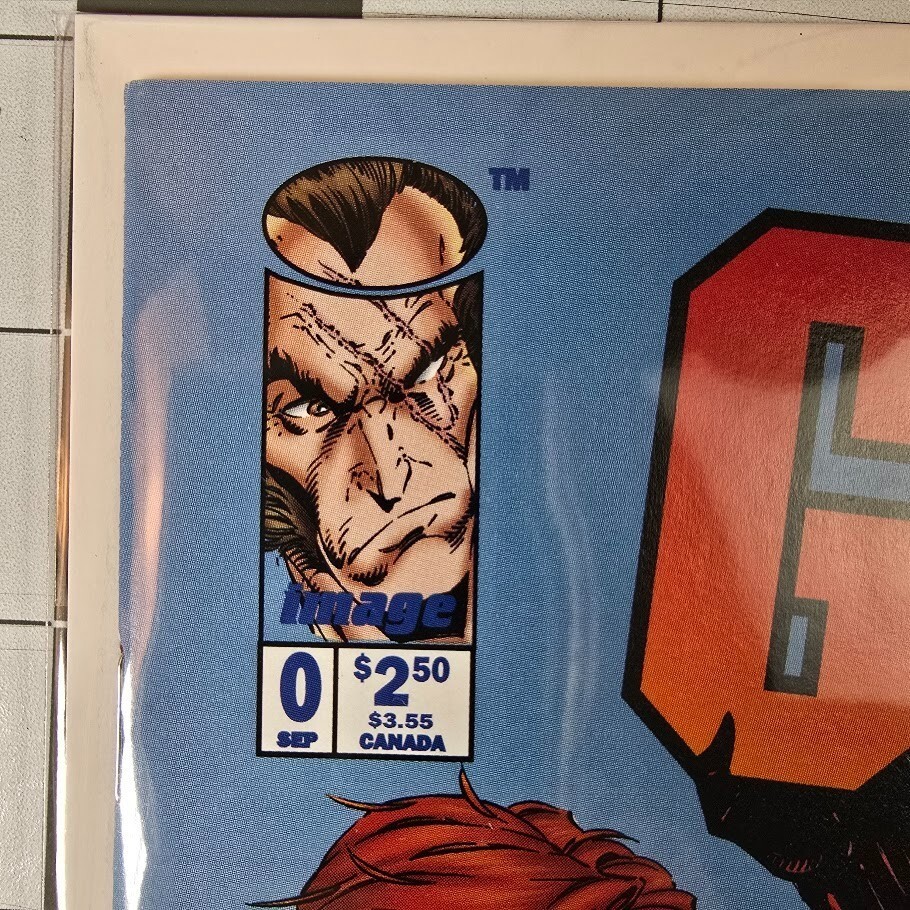 TM
image
0
SEP
$2.50
$3.55
CANADA
G